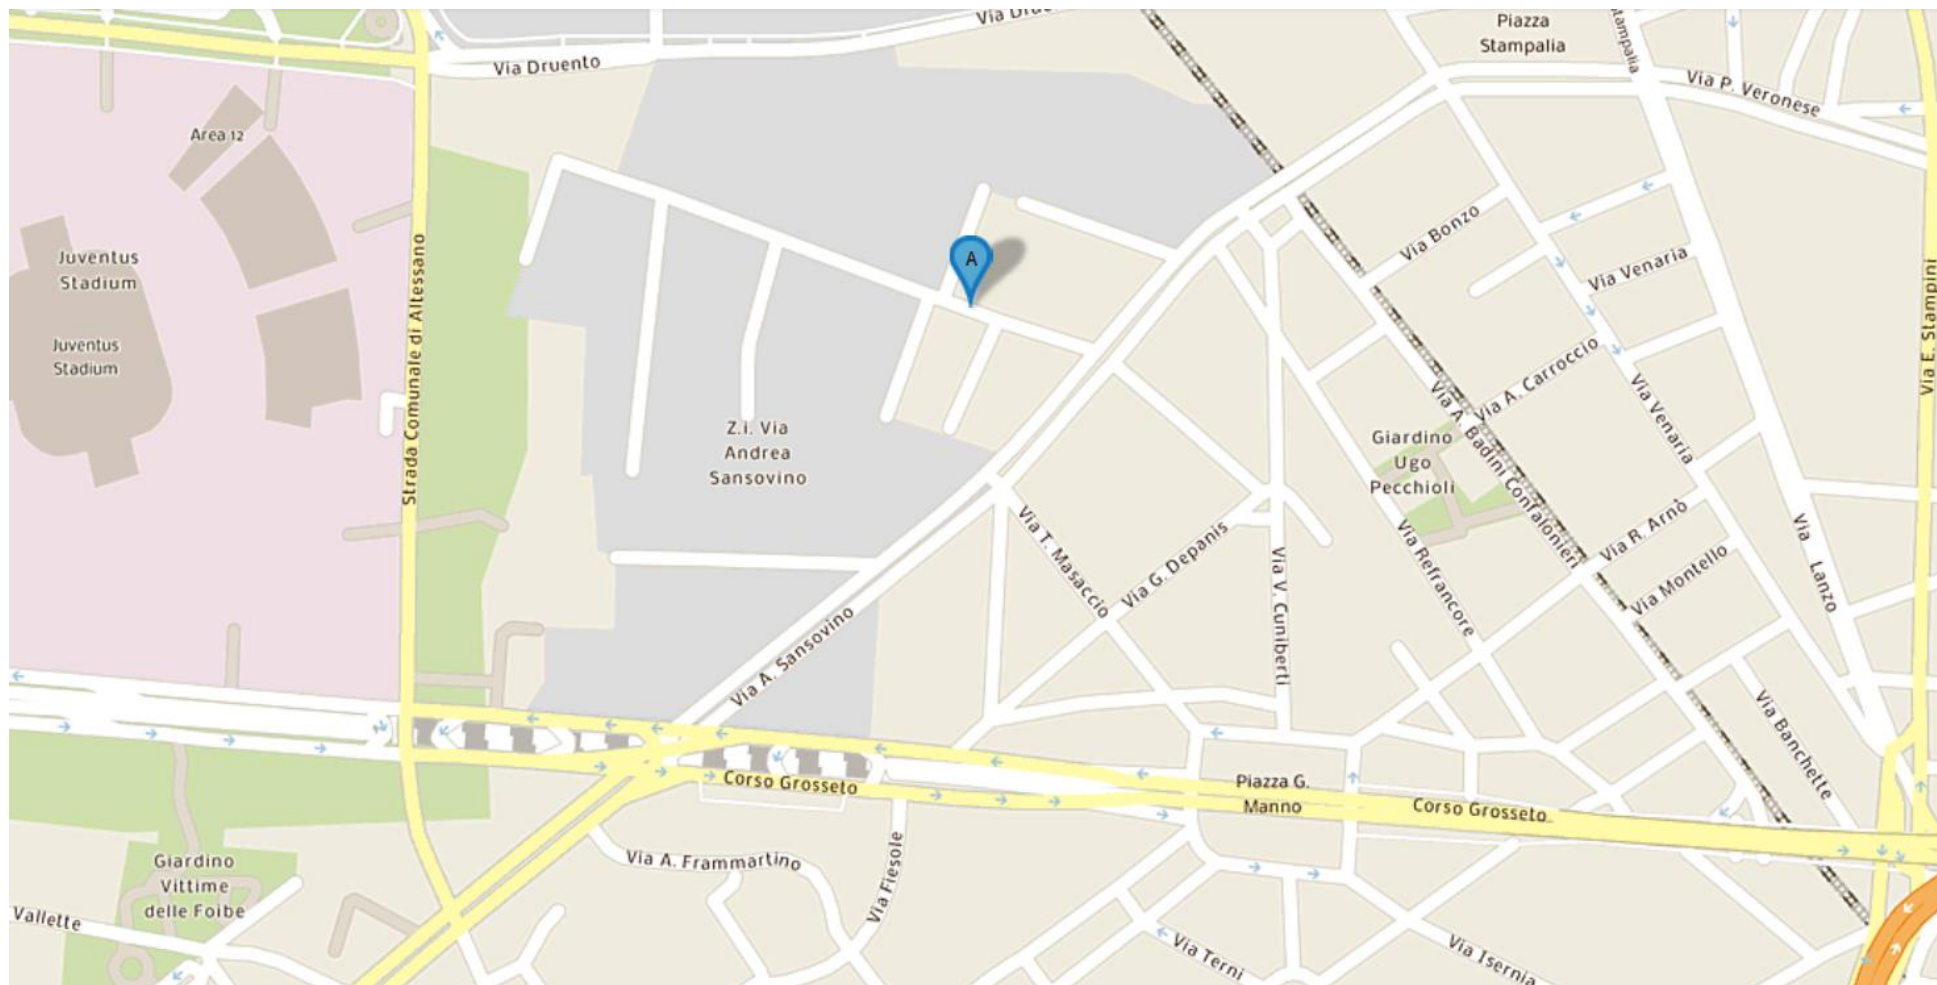 Via Druento
Piazza
Stampalia
Via P. Veronese
Area 12
Juventus
Stadium
Juventus
Stadium
Strada Comunale di Altessano
A
Via Bonzo
Via Venaria
Via E. Stampini
Via A. Carroccio
Via Venaria
Z.i. Via
Andrea
Sansovino
Giardino
Ugo
Pecchioli
Via A. Badini Confalonieri
Via T. Masaccio
Via G. Depanis
Via V. Cuniberti
Via Refrancore
Via R. Arnò
Via Montello
Via Lanzo
Via A. Sansovino
Via Banchette
Corso Grosseto
Piazza G.
Manno
Corso Grosseto
Via A. Frammartino
Via Fiesole
Giardino
Vittime
delle Foibe
Vallette
Via Terni
Via Isernia